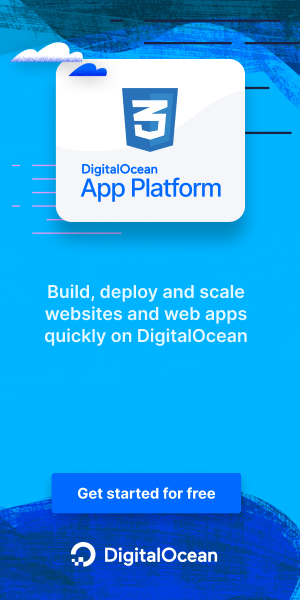 3
DigitalOcean
App Platform
Build, deploy and scale
websites and web apps
quickly on DigitalOcean
Get started for free
DigitalOcean